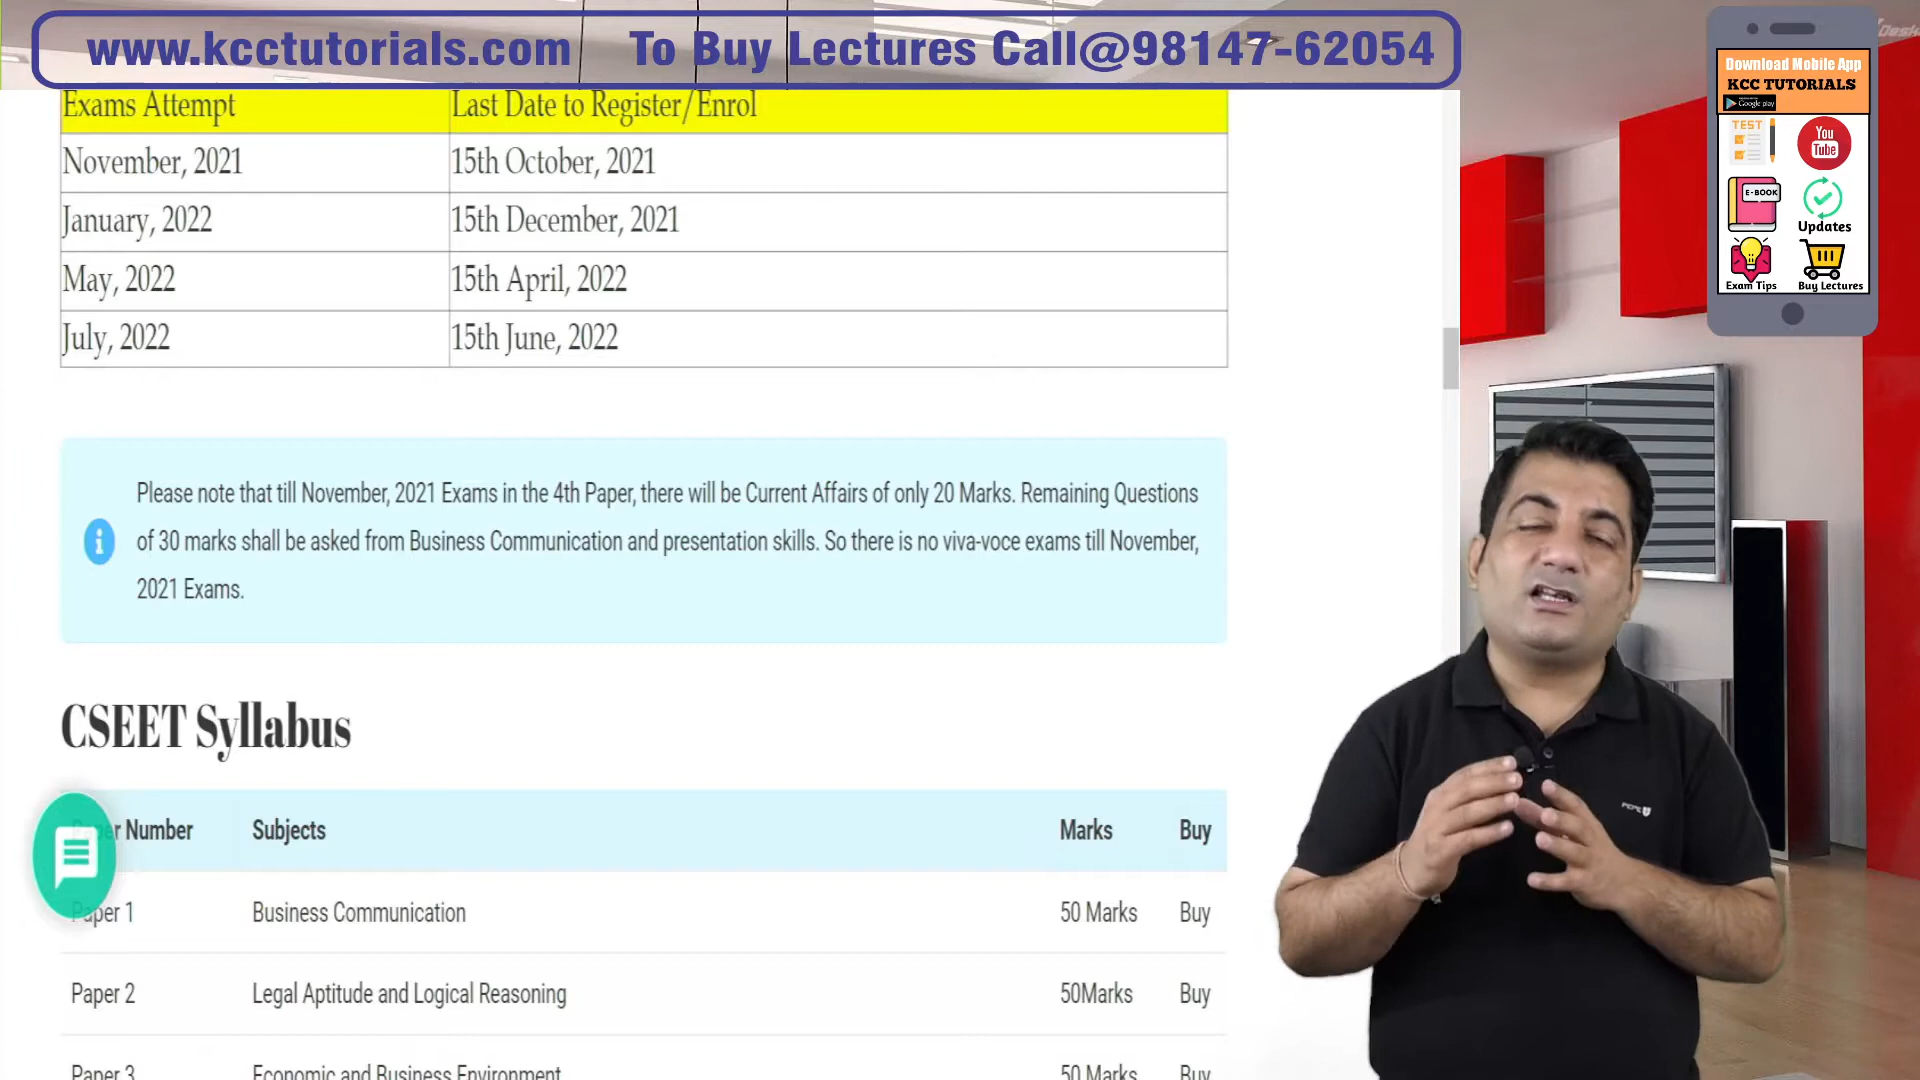 www.kcctutorials.com To Buy Lectures Call@98147-62054
Download Mobile App
KCC TUTORIALS
Google play
TEST
You
Tube
E-BOOK
Updates
Exam Tips
Buy Lectures
Exams Attempt Last Date to Register/Enrol
November, 2021 15th October, 2021
January, 2022 15th December, 2021
May, 2022 15th April, 2022
July, 2022 15th June, 2022
Please note that till November, 2021 Exams in the 4th Paper, there will be Current Affairs of only 20 Marks. Remaining Questions
of 30 marks shall be asked from Business Communication and presentation skills. So there is no viva-voce exams till November,
2021 Exams.
CSEET Syllabus
Paper Number Subjects Marks Buy
Paper 1 Business Communication 50 Marks Buy
Paper 2 Legal Aptitude and Logical Reasoning 50Marks Buy
Paper 3 Economic and Business Environment 50 Marks Buy